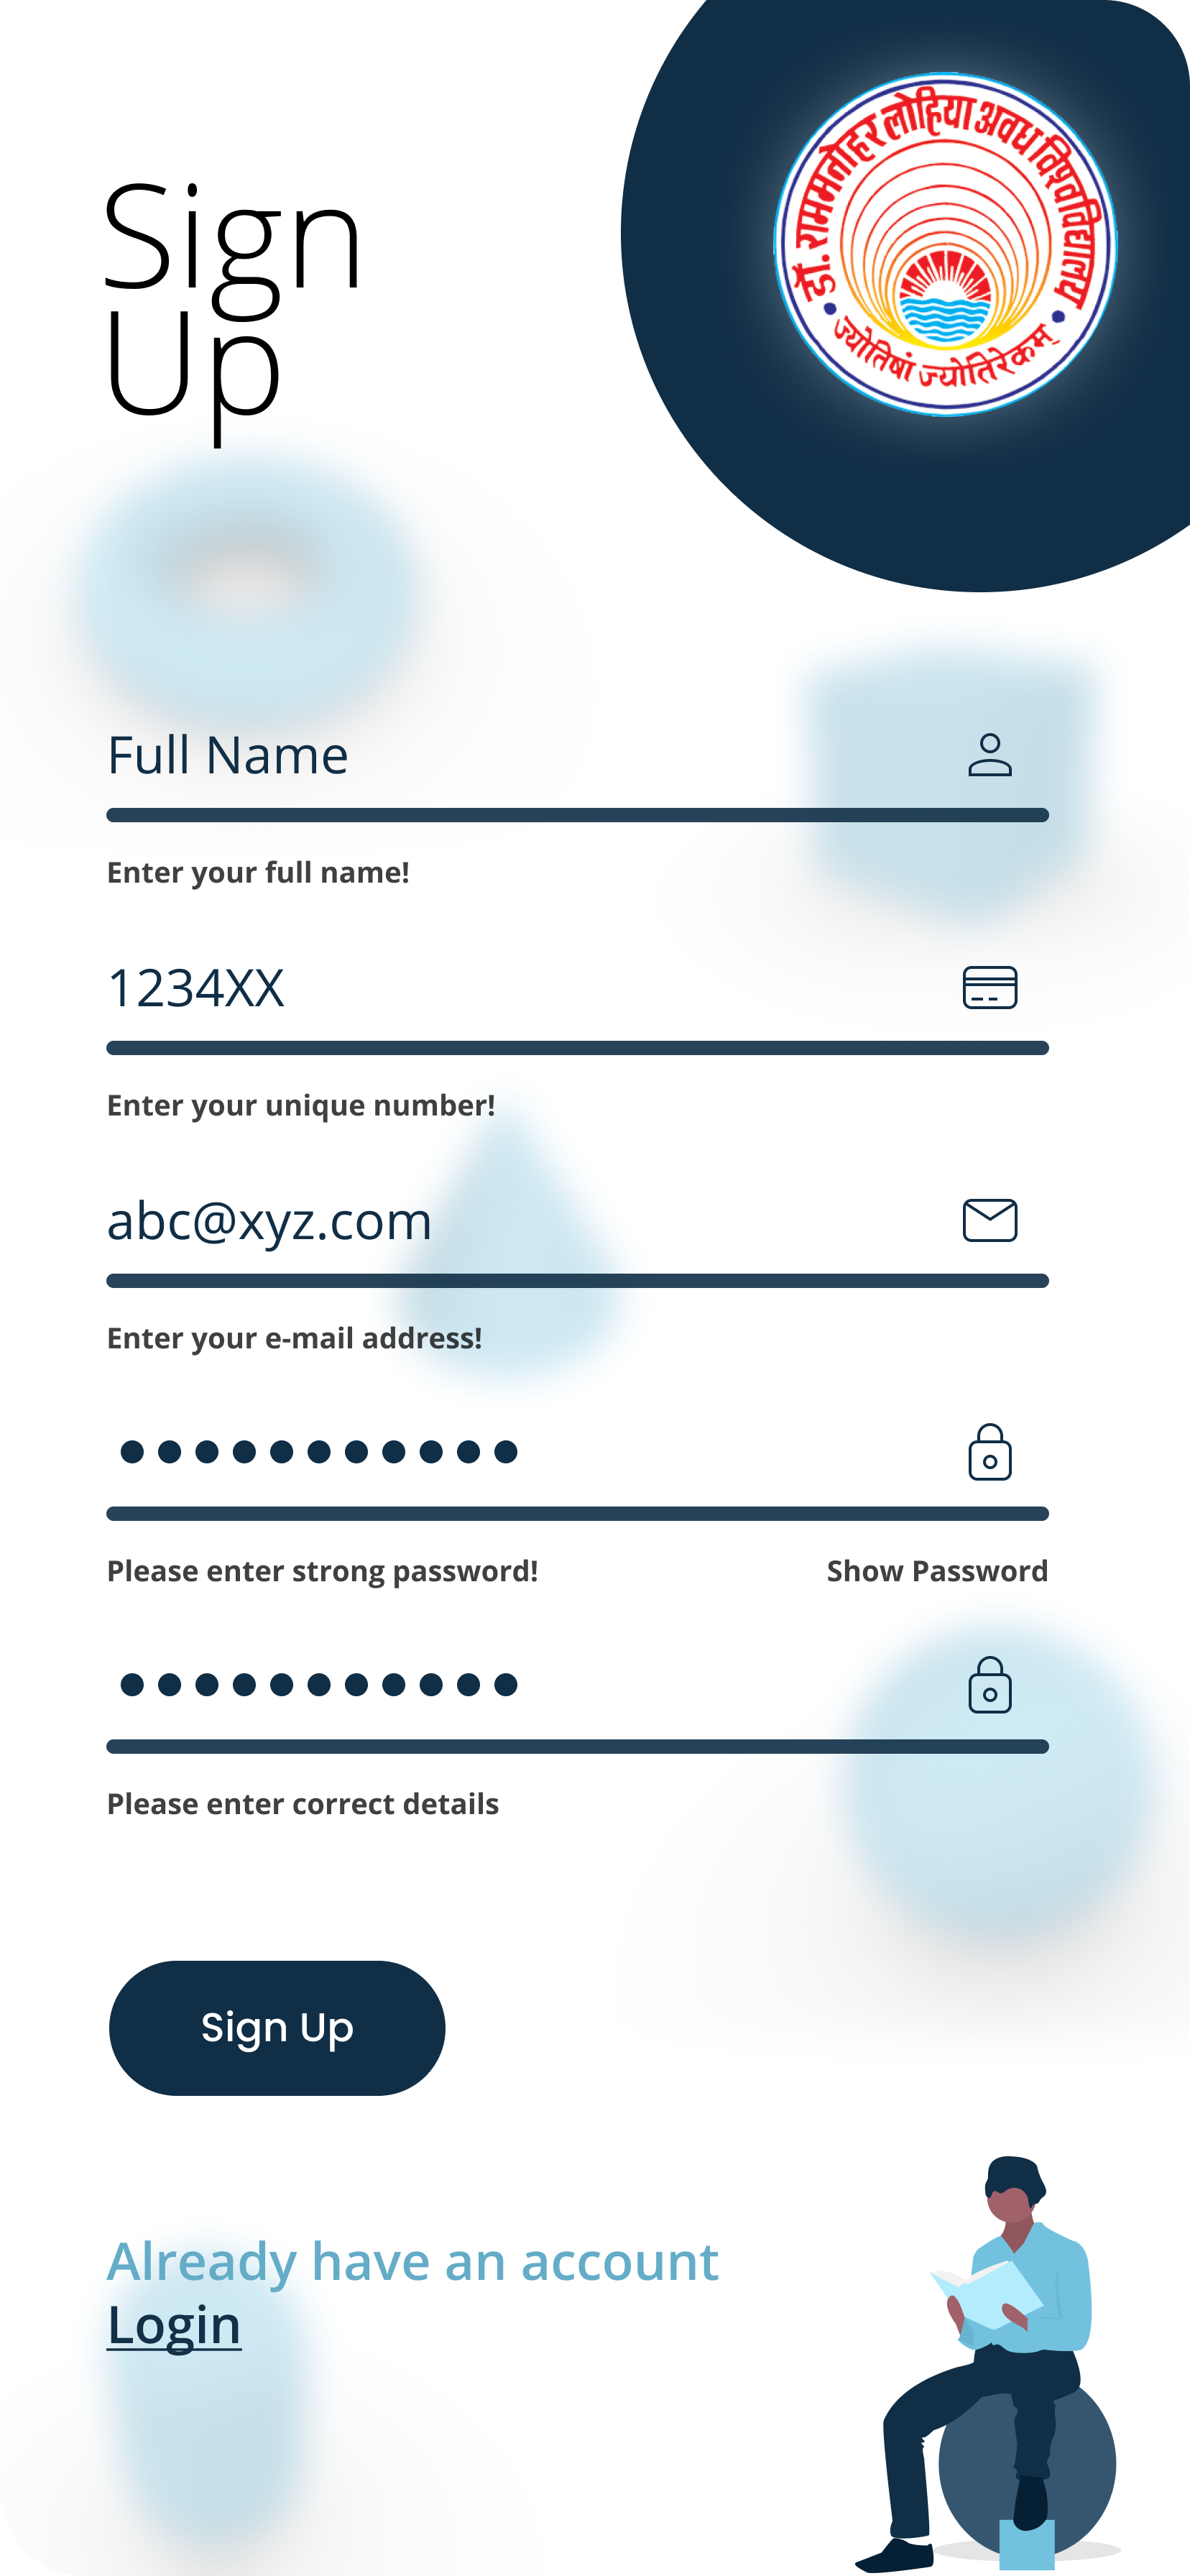 डॉ. राममनोहर लोहिया अवध विश्वविद्यालय
ज्योतिषां ज्योतिरेकम्
Sign
Up
Full Name
Enter your full name!
1234XX
Enter your unique number!
abc@xyz.com
Enter your e-mail address!
Please enter strong password! Show Password
Please enter correct details
Sign Up
Already have an account
Login